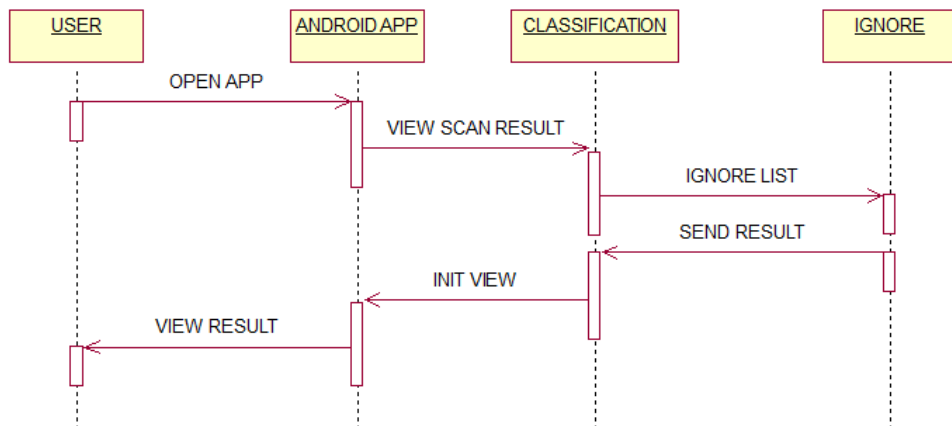 USER
ANDROID APP
CLASSIFICATION
IGNORE
OPEN APP
VIEW SCAN RESULT
IGNORE LIST
SEND RESULT
INIT VIEW
VIEW RESULT